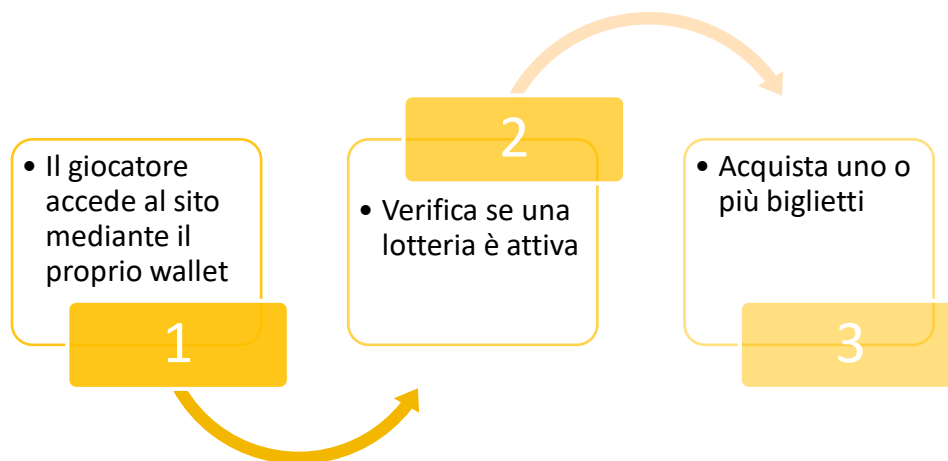 • Il giocatore
accede al sito
mediante il
proprio wallet
1
2
• Verifica se una
lotteria è attiva
• Acquista uno o
più biglietti
3